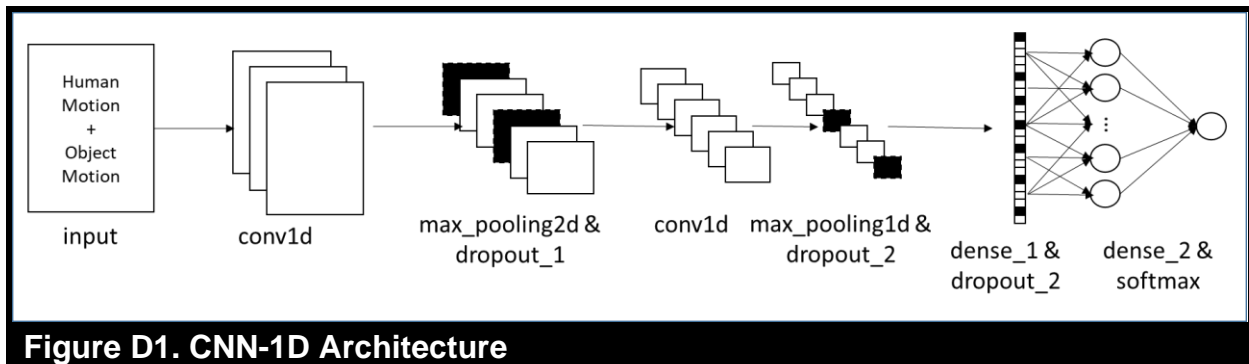 Human
Motion
+
Object
Motion
input
conv1d
max_pooling2d &
dropout_1
conv1d
max_pooling1d &
dropout_2
dense_1 &
dropout_2
...
dense_2 &
softmax
Figure D1. CNN-1D Architecture